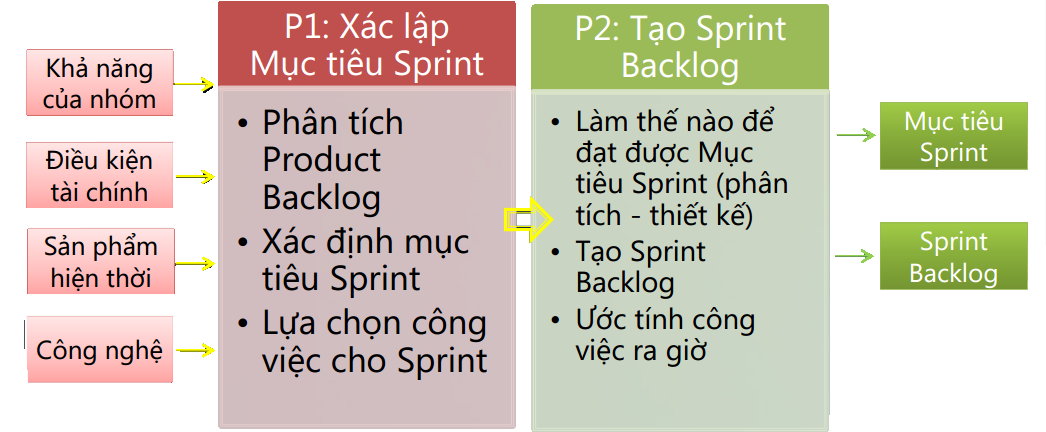 Khả năng
của nhóm
Điều kiện
tài chính
Sản phẩm
hiện thời
Công nghệ
P1: Xác lập
Mục tiêu Sprint
• Phân tích
Product
Backlog
• Xác định mục
tiêu Sprint
• Lựa chọn công
việc cho Sprint
P2: Tạo Sprint
Backlog
• Làm thế nào để
đạt được Mục
tiêu Sprint (phân
tích - thiết kế)
• Tạo Sprint
Backlog
• Ước tính công
việc ra giờ
Mục tiêu
Sprint
Sprint
Backlog